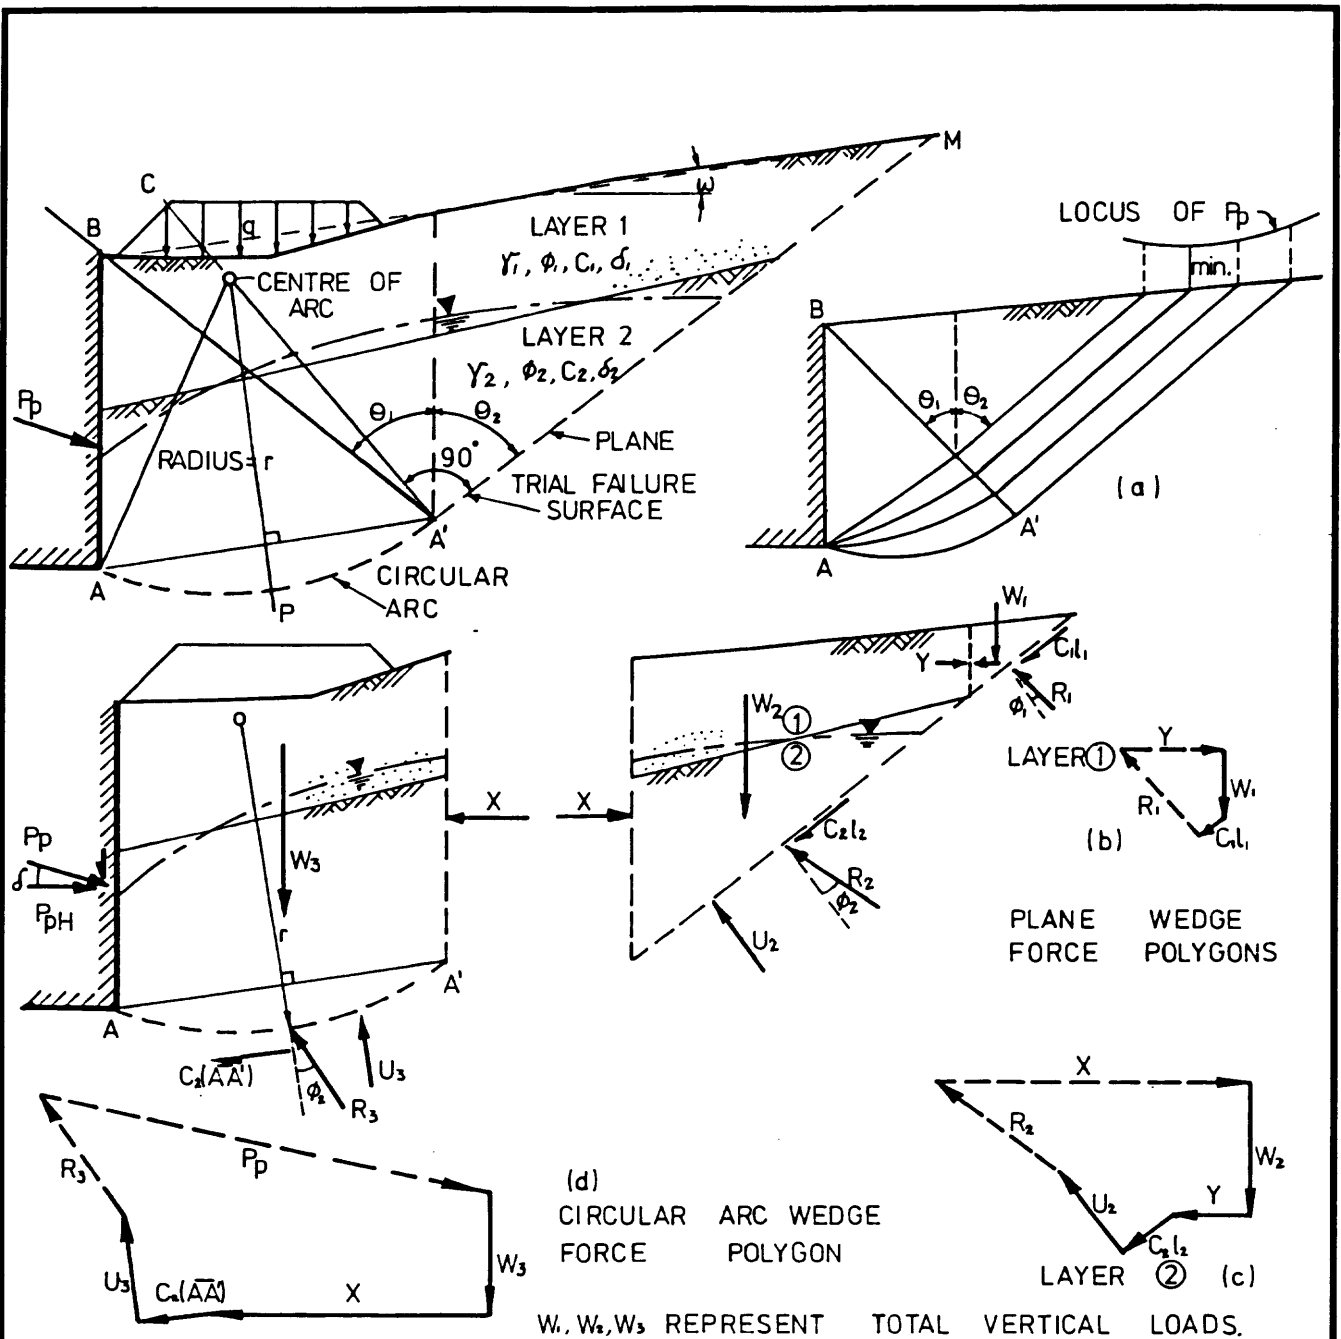 M
C
B
q
ω
LAYER 1
γ₁, φ₁, C₁, δ₁
CENTRE OF
ARC
LAYER 2
γ₂, φ₂, C₂, δ₂
Pp
θ₁
θ₂
RADIUS = r
90°
PLANE
TRIAL FAILURE
SURFACE
A'
A
P
CIRCULAR
ARC
LOCUS OF Pp
min.
B
θ₁
θ₂
(a)
A'
A
W₁
Y
C₁l₁
R₁
φ₁
W₂
①
②
X
X
C₂l₂
R₂
φ₂
U₂
LAYER ①
Y
W₁
R₁
C₁l₁
(b)
PLANE WEDGE
FORCE POLYGONS
O
W₃
Pp
δ
PpH
r
A'
A
C₂(AA')
U₃
φ₂
R₃
Pp
R₃
U₃
C₂(AA')
X
W₃
(d)
CIRCULAR ARC WEDGE
FORCE POLYGON
X
R₂
W₂
U₂
Y
C₂l₂
LAYER ② (c)
W₁, W₂, W₃ REPRESENT TOTAL VERTICAL LOADS.